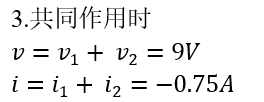 3.共同作用时
v = v₁ + v₂ = 9V
i = i₁ + i₂ = −0.75A